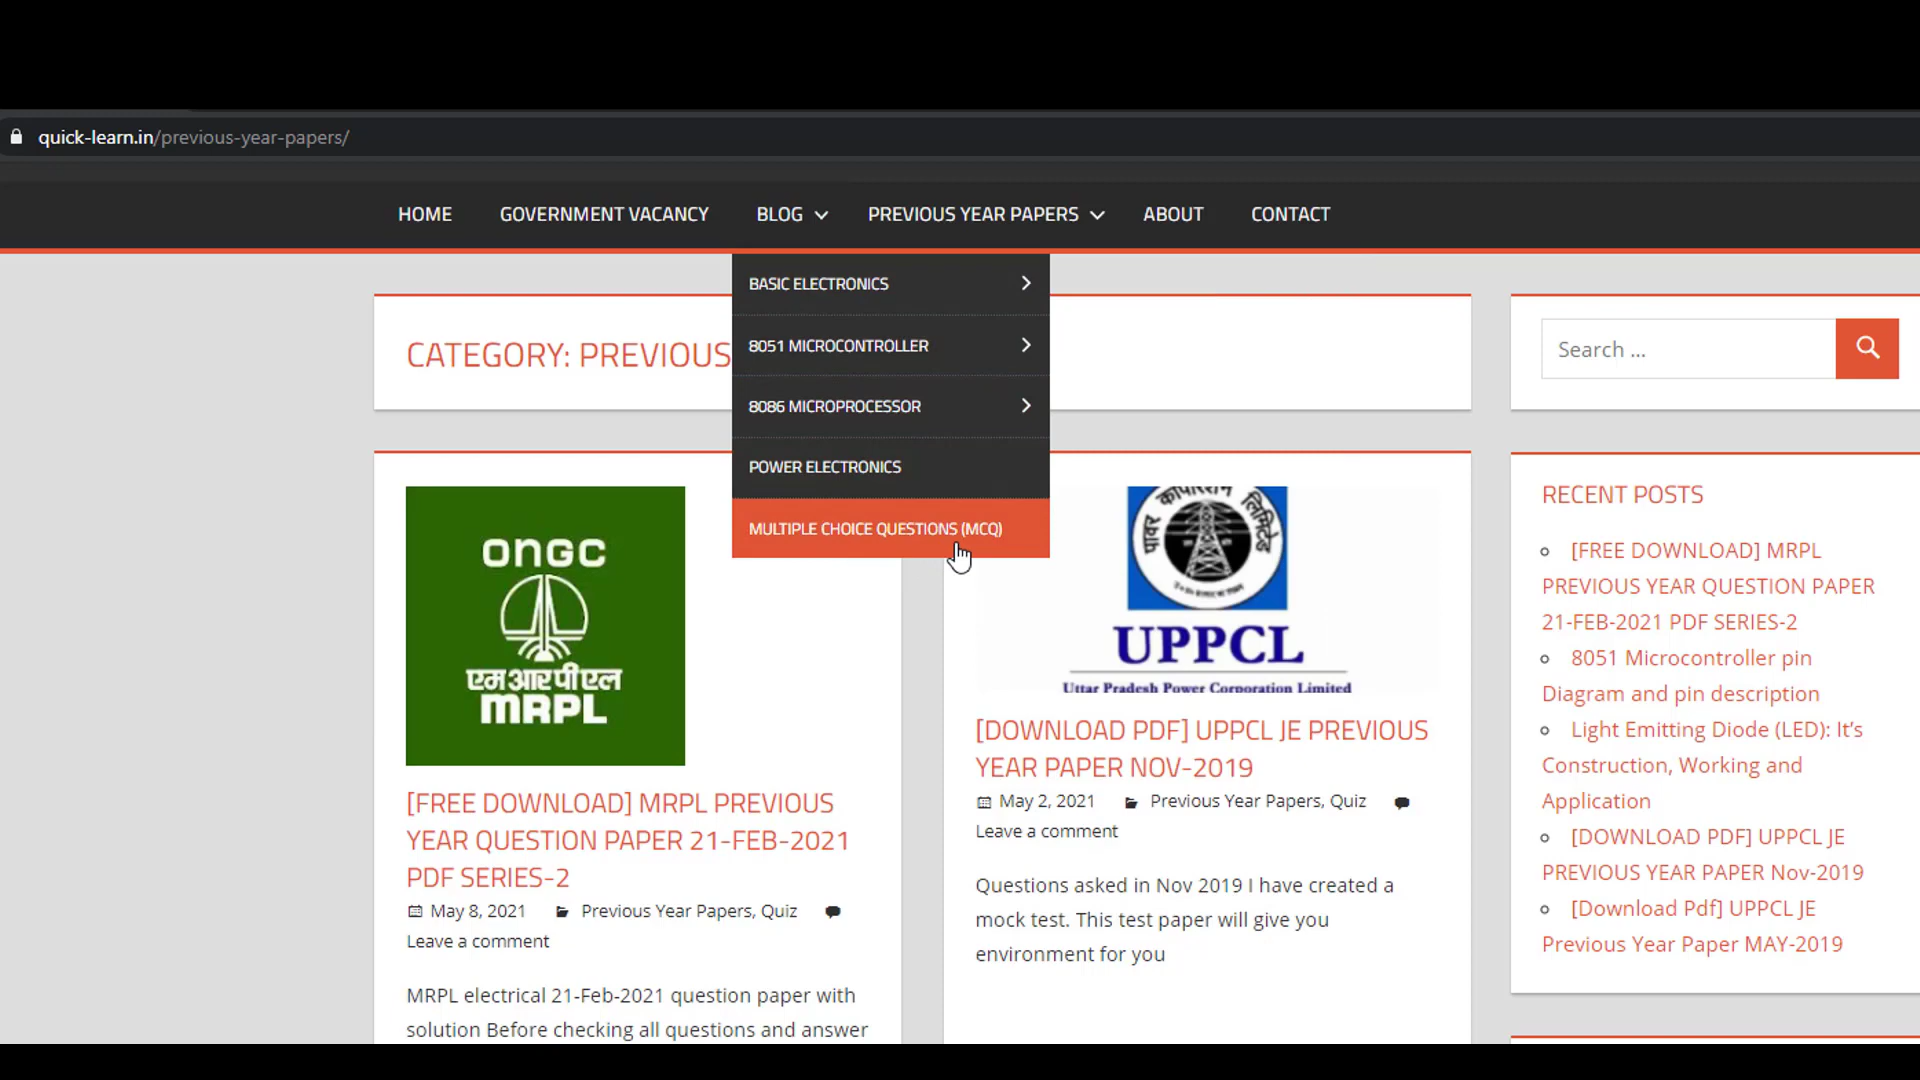 quick-learn.in/previous-year-papers/
HOME GOVERNMENT VACANCY BLOG PREVIOUS YEAR PAPERS ABOUT CONTACT
BASIC ELECTRONICS
8051 MICROCONTROLLER
8086 MICROPROCESSOR
POWER ELECTRONICS
MULTIPLE CHOICE QUESTIONS (MCQ)
CATEGORY: PREVIOUS
ONGC
एमआरपीएल
MRPL
[FREE DOWNLOAD] MRPL PREVIOUS
YEAR QUESTION PAPER 21-FEB-2021
PDF SERIES-2
May 8, 2021 Previous Year Papers, Quiz
Leave a comment
MRPL electrical 21-Feb-2021 question paper with
solution Before checking all questions and answer
पावर कारपोरेशन लिमिटेड
UPPCL
Uttar Pradesh Power Corporation Limited
[DOWNLOAD PDF] UPPCL JE PREVIOUS
YEAR PAPER NOV-2019
May 2, 2021 Previous Year Papers, Quiz
Leave a comment
Questions asked in Nov 2019 I have created a
mock test. This test paper will give you
environment for you
Search ...
RECENT POSTS
[FREE DOWNLOAD] MRPL
PREVIOUS YEAR QUESTION PAPER
21-FEB-2021 PDF SERIES-2
8051 Microcontroller pin
Diagram and pin description
Light Emitting Diode (LED): It’s
Construction, Working and
Application
[DOWNLOAD PDF] UPPCL JE
PREVIOUS YEAR PAPER Nov-2019
[Download Pdf] UPPCL JE
Previous Year Paper MAY-2019